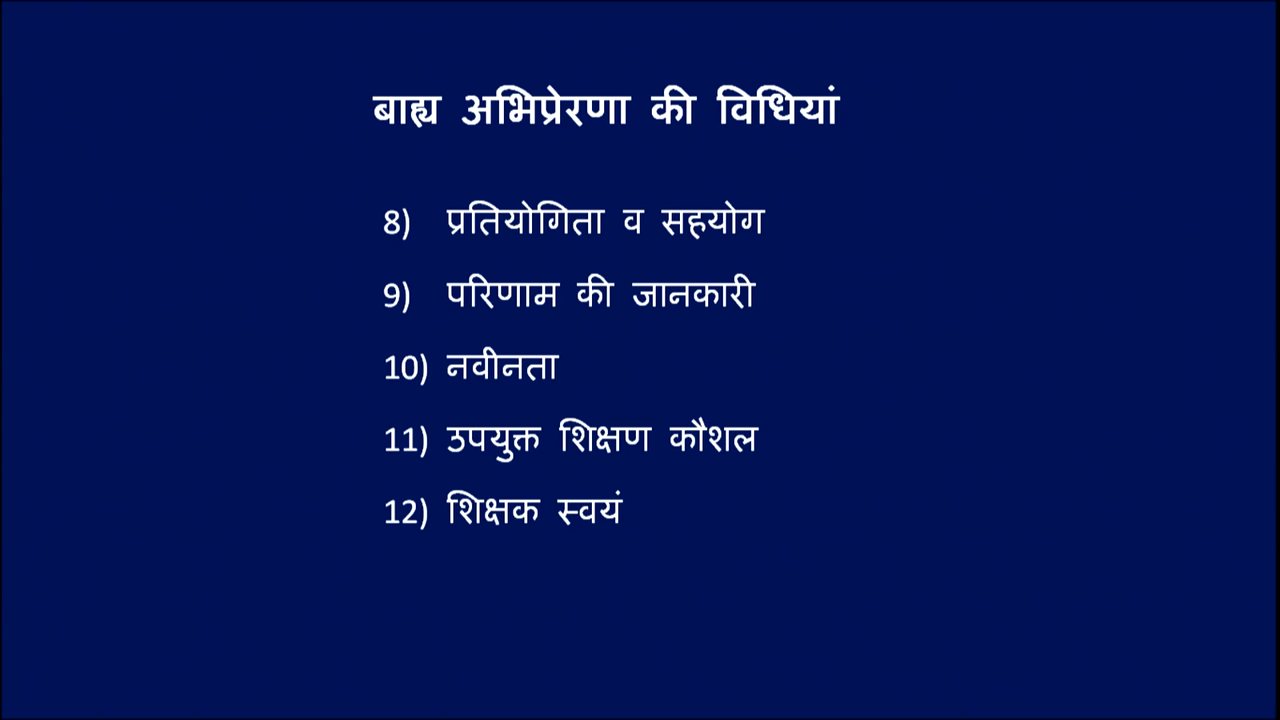 बाह्य अभिप्रेरणा की विधियां
8) प्रतियोगिता व सहयोग
9) परिणाम की जानकारी
10) नवीनता
11) उपयुक्त शिक्षण कौशल
12) शिक्षक स्वयं